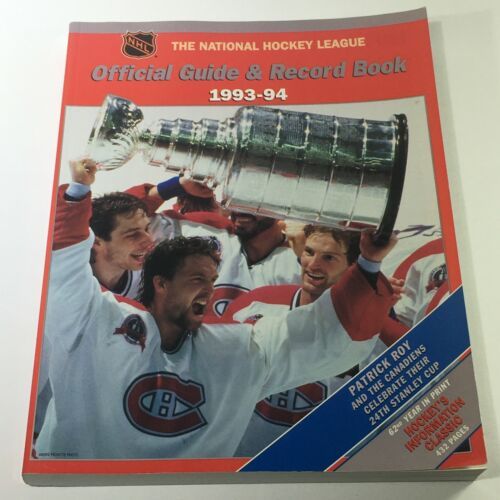 NHL
THE NATIONAL HOCKEY LEAGUE
Official Guide & Record Book
1993-94
PATRICK ROY
AND THE CANADIENS
CELEBRATE THEIR
24TH STANLEY CUP
62ND YEAR IN PRINT
HOCKEY'S
INFORMATION
CLASSIC
432 PAGES